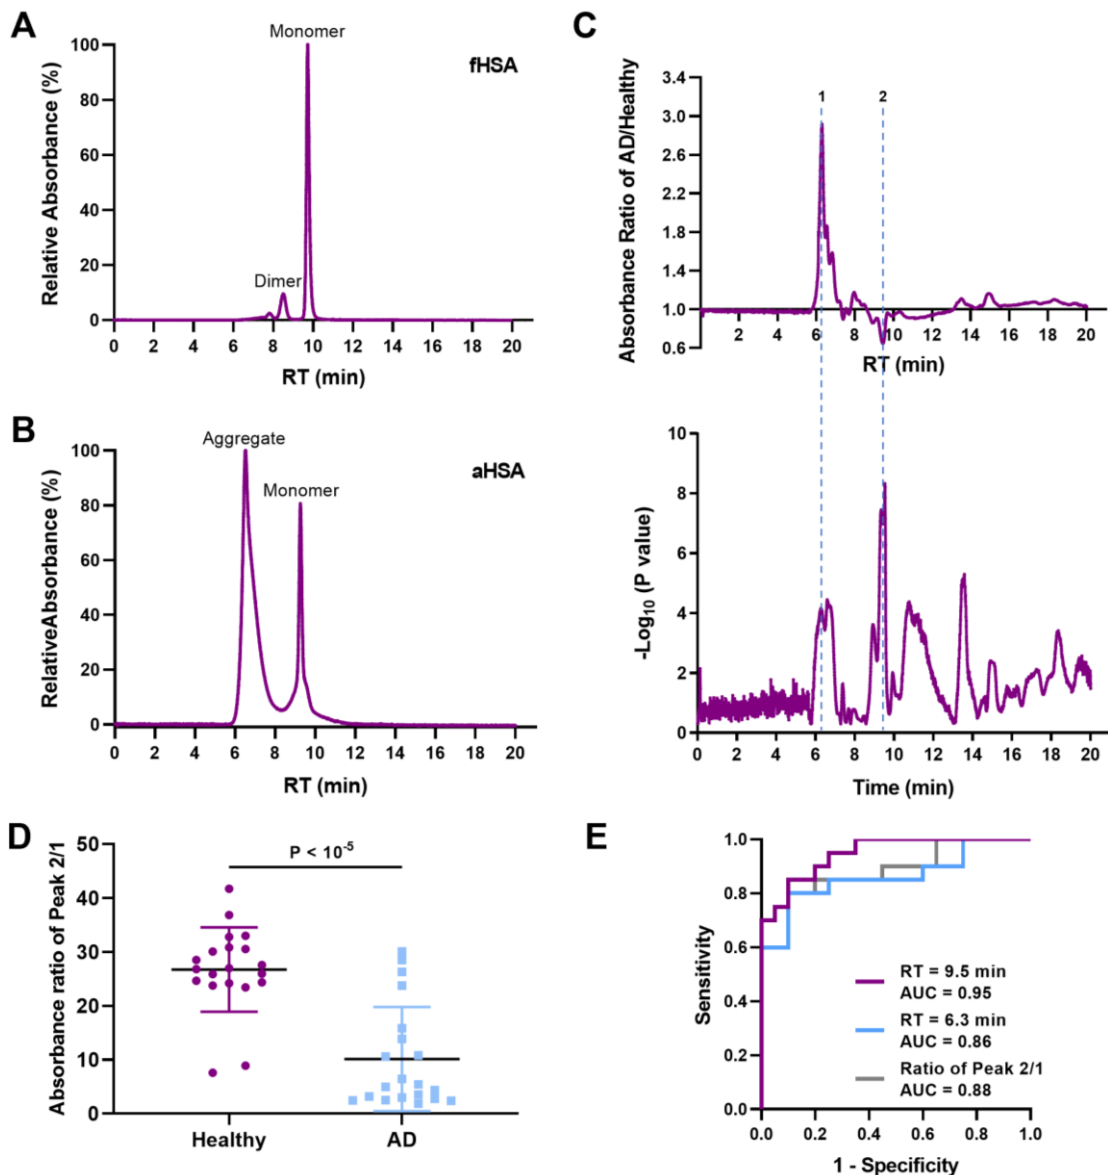 A
Monomer
fHSA
Dimer
Relative Absorbance (%)
100
80
60
40
20
0
0 2 4 6 8 10 12 14 16 18 20
RT (min)
B
Aggregate
Monomer
aHSA
RelativeAbsorbance (%)
100
80
60
40
20
0
0 2 4 6 8 10 12 14 16 18 20
RT (min)
C
1 2
Absorbance Ratio of AD/Healthy
3.4
3.0
2.6
2.2
1.8
1.4
1.0
0.6
2 4 6 8 10 12 14 16 18 20
RT (min)
-Log10 (P value)
10
8
6
4
2
0
0 2 4 6 8 10 12 14 16 18 20
Time (min)
D
P < 10-5
Absorbance ratio of Peak 2/1
50
40
30
20
10
0
Healthy AD
E
Sensitivity
1.0
0.8
0.6
0.4
0.2
0.0
RT = 9.5 min
AUC = 0.95
RT = 6.3 min
AUC = 0.86
Ratio of Peak 2/1
AUC = 0.88
0.0 0.2 0.4 0.6 0.8 1.0
1 - Specificity